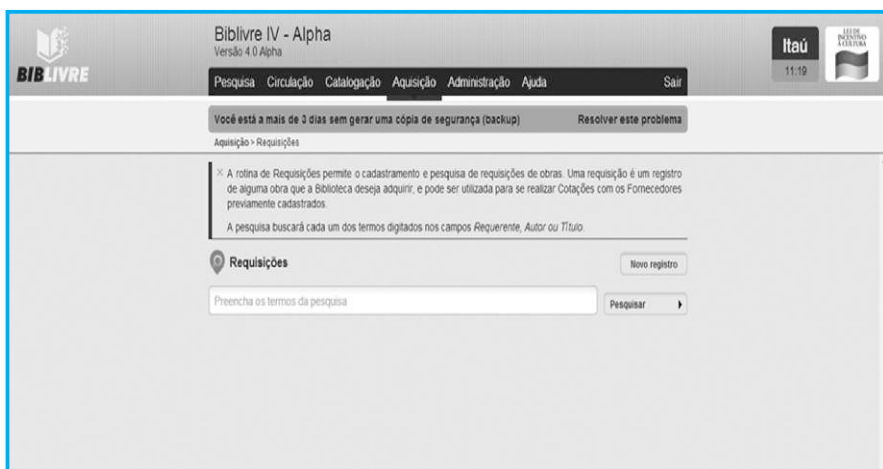 BIBLIVRE
Biblivre IV - Alpha
Versão 4.0 Alpha
Itaú
11:19
LEI DE
INCENTIVO
À CULTURA
Pesquisa Circulação Catalogação Aquisição Administração Ajuda Sair
Você está a mais de 3 dias sem gerar uma cópia de segurança (backup) Resolver este problema
Aquisição > Requisições
× A rotina de Requisições permite o cadastramento e pesquisa de requisições de obras. Uma requisição é um registro
de alguma obra que a Biblioteca deseja adquirir, e pode ser utilizada para se realizar Cotações com os Fornecedores
previamente cadastrados.
A pesquisa buscará cada um dos termos digitados nos campos Requerente, Autor ou Título.
Requisições
Novo registro
Preencha os termos da pesquisa
Pesquisar